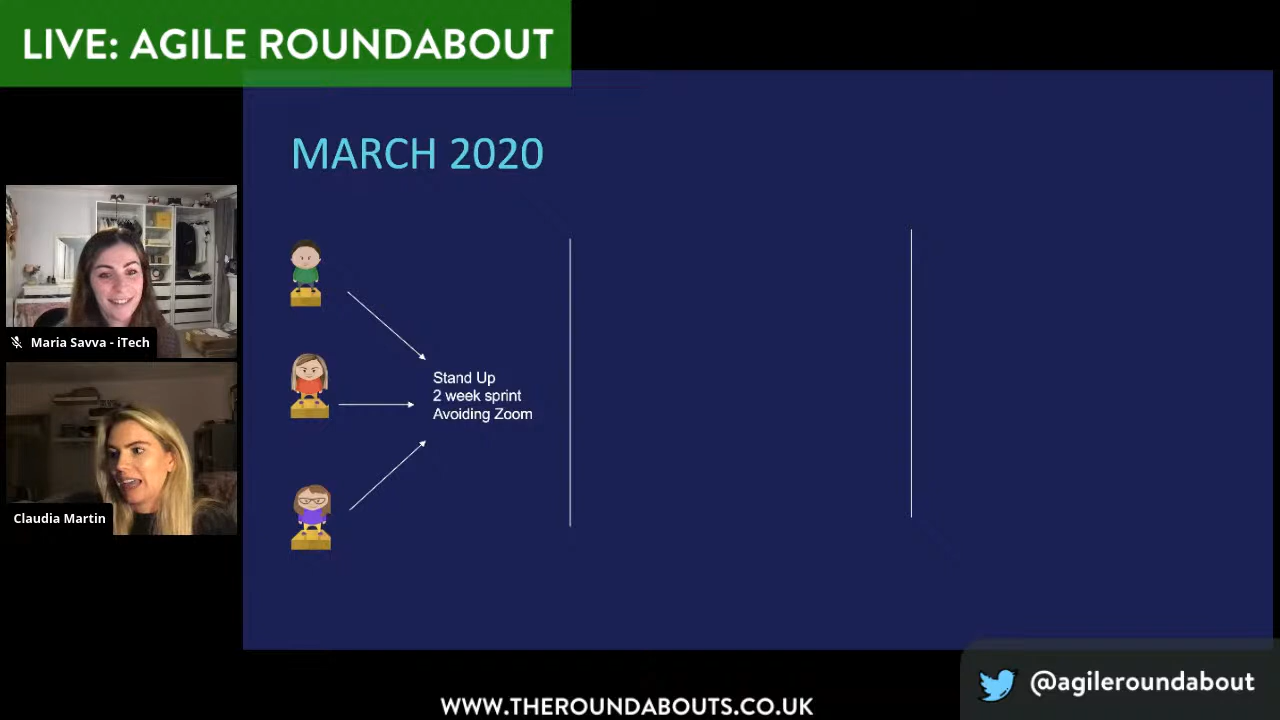 LIVE: AGILE ROUNDABOUT
MARCH 2020
Maria Savva - iTech
Stand Up
2 week sprint
Avoiding Zoom
Claudia Martin
@agileroundabout
WWW.THEROUNDABOUTS.CO.UK